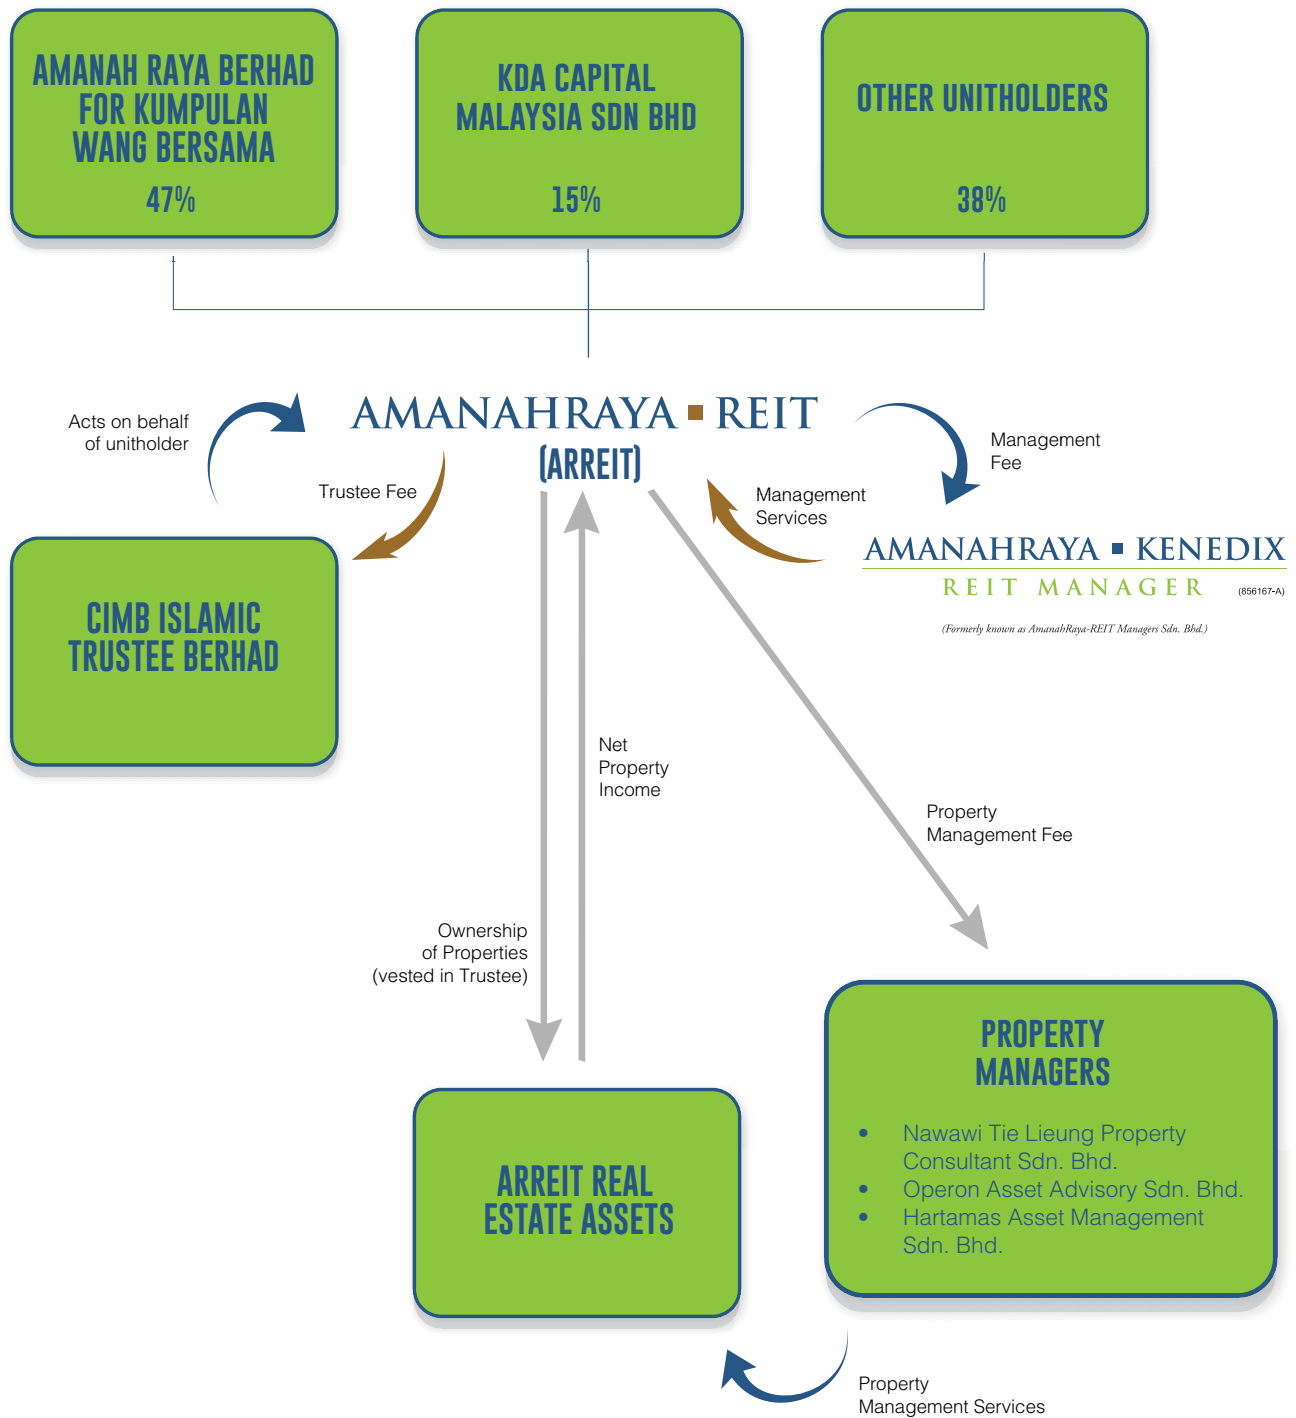 AMANAH RAYA BERHAD
FOR KUMPULAN
WANG BERSAMA
47%
KDA CAPITAL
MALAYSIA SDN BHD
15%
OTHER UNITHOLDERS
38%
Acts on behalf
of unitholder
AMANAHRAYA ▪ REIT
(ARREIT)
Trustee Fee
Management
Fee
Management
Services
AMANAHRAYA ▪ KENEDIX
REIT MANAGER (856167-A)
(Formerly known as AmanahRaya-REIT Managers Sdn. Bhd.)
CIMB ISLAMIC
TRUSTEE BERHAD
Net
Property
Income
Property
Management Fee
Ownership
of Properties
(vested in Trustee)
PROPERTY
MANAGERS
• Nawawi Tie Lieung Property
Consultant Sdn. Bhd.
• Operon Asset Advisory Sdn. Bhd.
• Hartamas Asset Management
Sdn. Bhd.
ARREIT REAL
ESTATE ASSETS
Property
Management Services